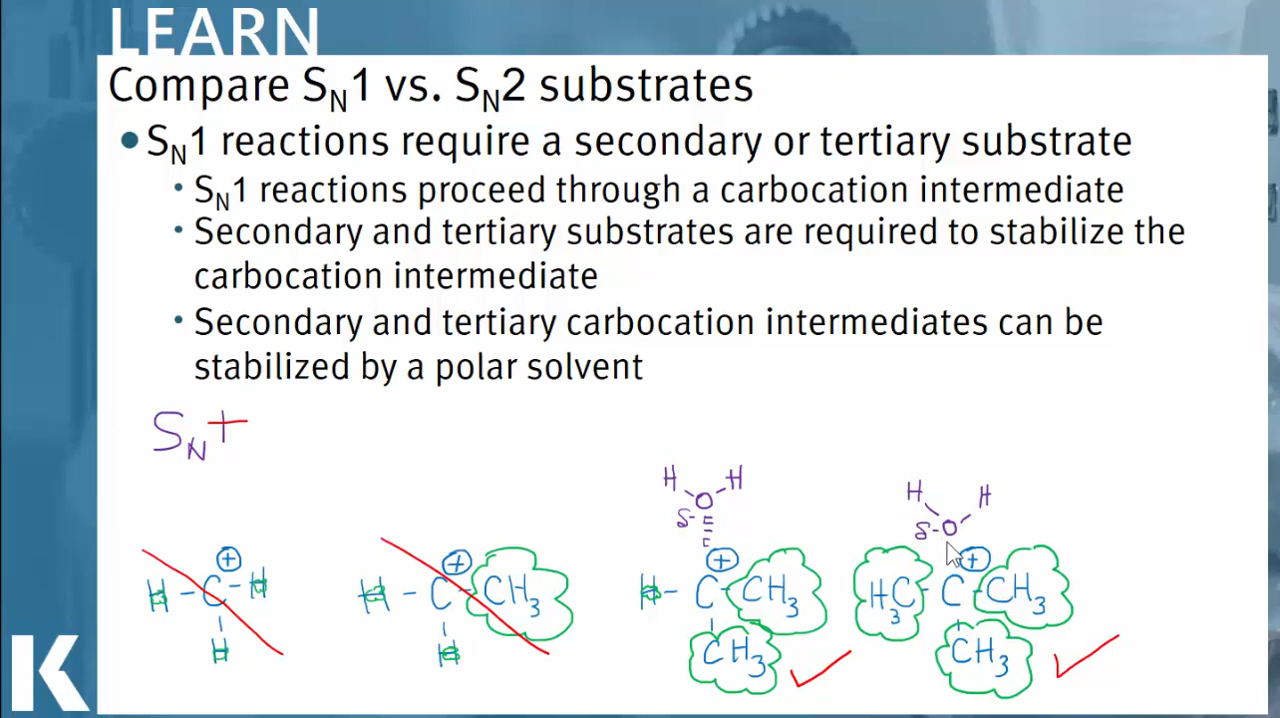 LEARN
Compare SN1 vs. SN2 substrates
• SN1 reactions require a secondary or tertiary substrate
• SN1 reactions proceed through a carbocation intermediate
• Secondary and tertiary substrates are required to stabilize the
carbocation intermediate
• Secondary and tertiary carbocation intermediates can be
stabilized by a polar solvent
SN1
H H
O
δ-
H H
δ- O
+ + + +
H - C - H H - C - CH3 H - C - CH3 H3C - C - CH3
H H CH3 CH3
K